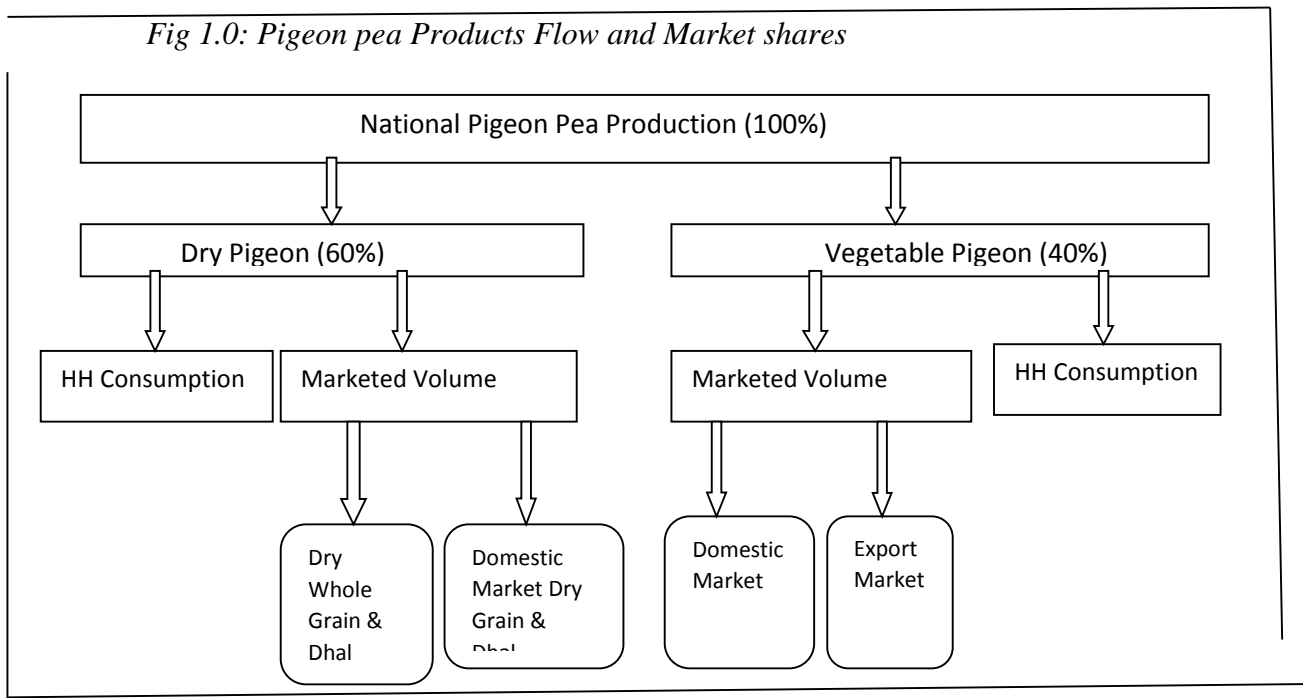 Fig 1.0: Pigeon pea Products Flow and Market shares
National Pigeon Pea Production (100%)
Dry Pigeon (60%)
Vegetable Pigeon (40%)
HH Consumption
Marketed Volume
Marketed Volume
HH Consumption
Dry
Whole
Grain &
Dhal
Domestic
Market Dry
Grain &
Dhal
Domestic
Market
Export
Market